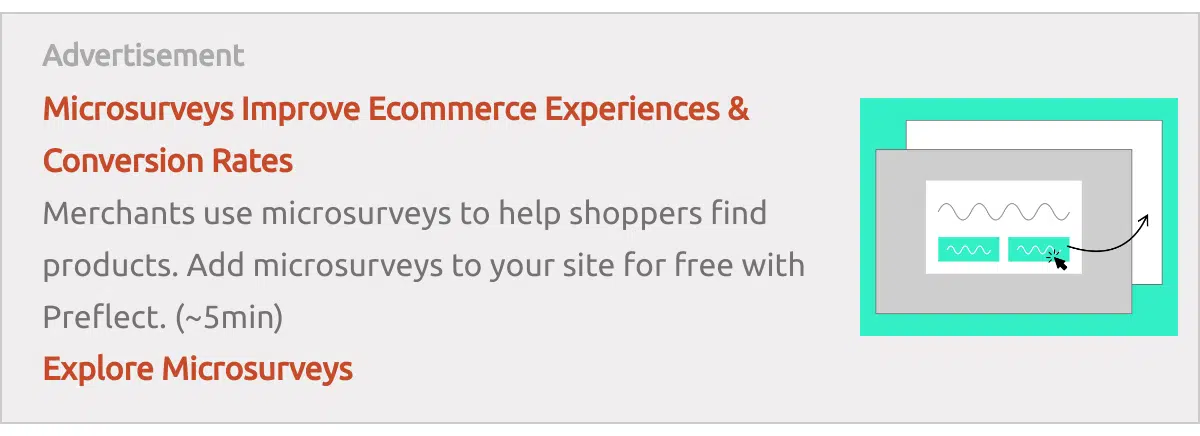 Advertisement
Microsurveys Improve Ecommerce Experiences &
Conversion Rates
Merchants use microsurveys to help shoppers find
products. Add microsurveys to your site for free with
Preflect. (~5min)
Explore Microsurveys